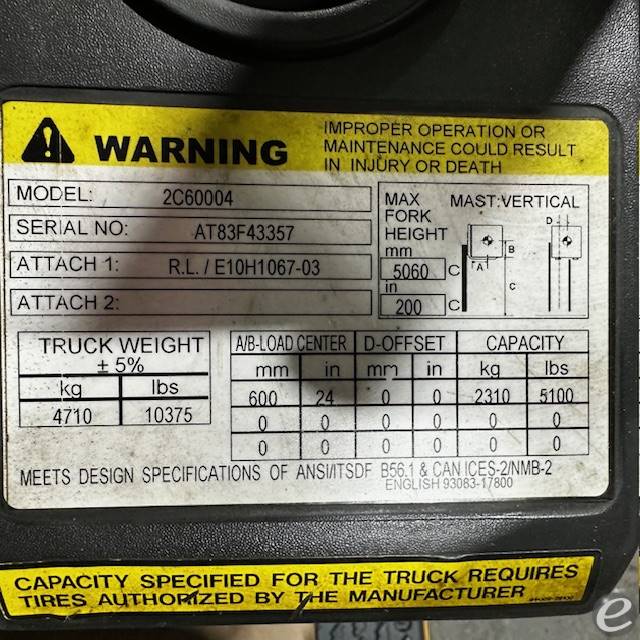 WARNING
IMPROPER OPERATION OR
MAINTENANCE COULD RESULT
IN INJURY OR DEATH
MODEL: 2C60004
SERIAL NO: AT83F43357
ATTACH 1: R.L. / E10H1067-03
ATTACH 2:
MAX
FORK
HEIGHT
mm
5060 C
in
200 C
MAST:VERTICAL
D
A
B
C
TRUCK WEIGHT
± 5%
kg lbs
4710 10375
A/B-LOAD CENTER D-OFFSET CAPACITY
mm in mm in kg lbs
600 24 0 0 2310 5100
0 0 0 0 0 0
0 0 0 0 0 0
MEETS DESIGN SPECIFICATIONS OF ANSI/ITSDF B56.1 & CAN ICES-2/NMB-2
ENGLISH 93083-17800
CAPACITY SPECIFIED FOR THE TRUCK REQUIRES
TIRES AUTHORIZED BY THE MANUFACTURER
e